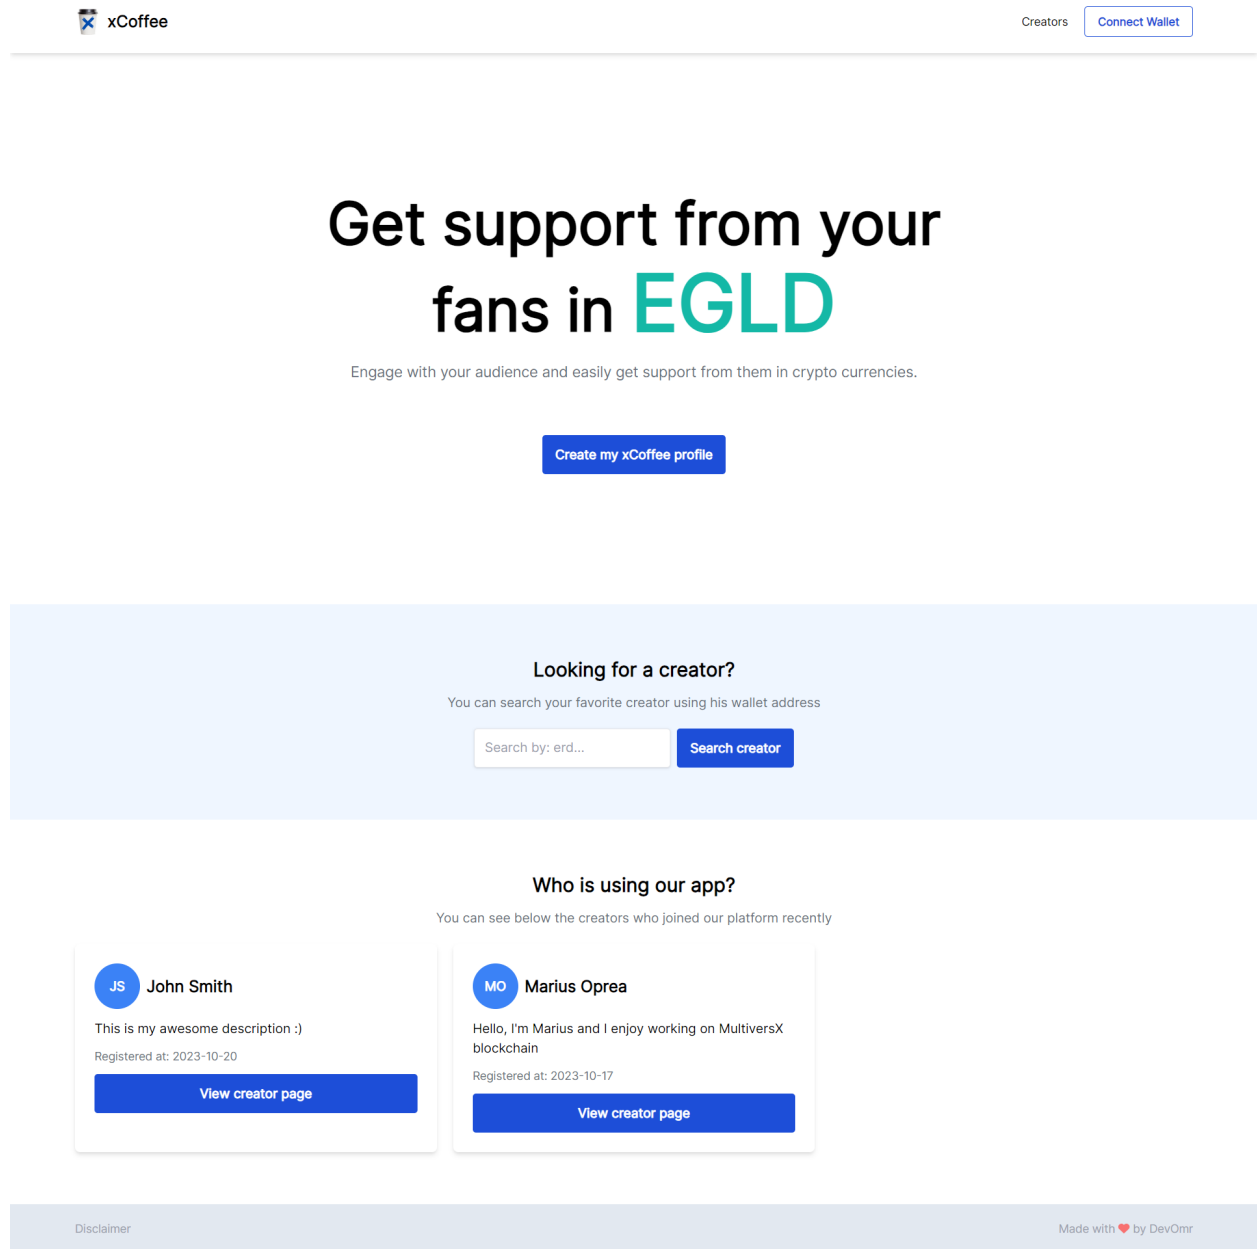 xCoffee
Creators
Connect Wallet
Get support from your
fans in EGLD
Engage with your audience and easily get support from them in crypto currencies.
Create my xCoffee profile
Looking for a creator?
You can search your favorite creator using his wallet address
Search by: erd...
Search creator
Who is using our app?
You can see below the creators who joined our platform recently
JS
John Smith
This is my awesome description :)
Registered at: 2023-10-20
View creator page
MO
Marius Oprea
Hello, I'm Marius and I enjoy working on MultiversX
blockchain
Registered at: 2023-10-17
View creator page
Disclaimer
Made with ❤ by DevOmr